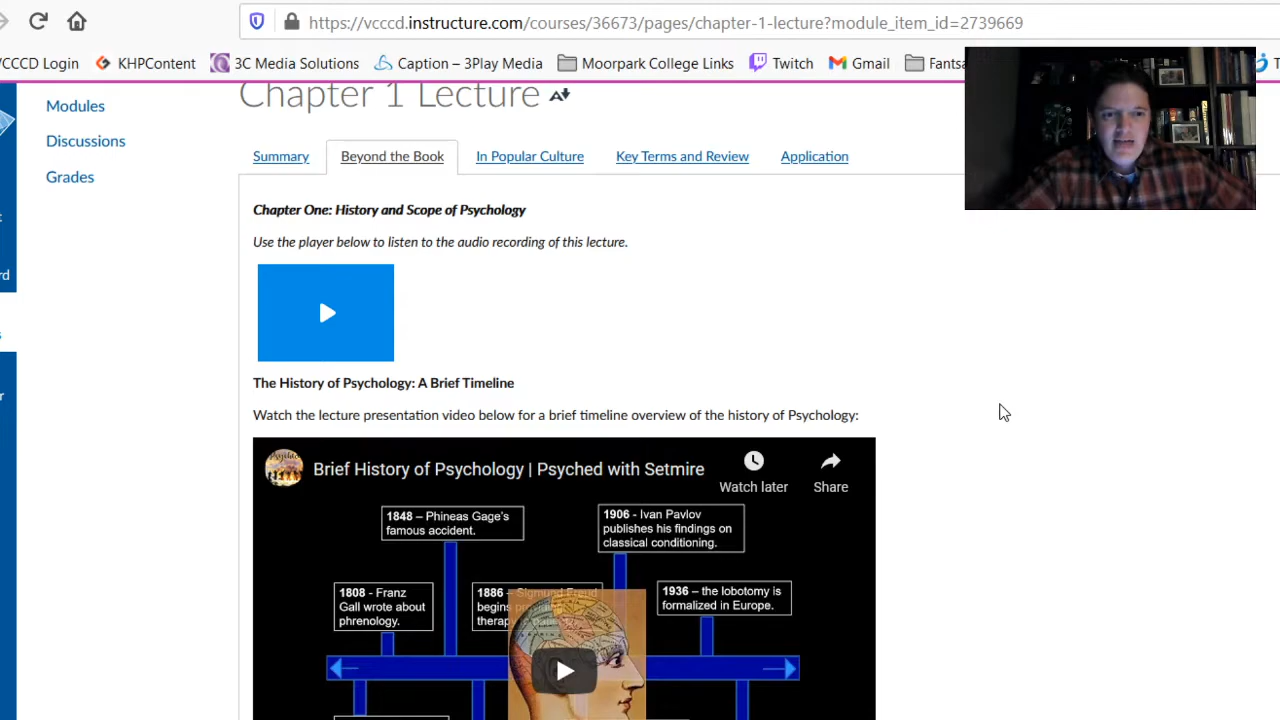 https://vcccd.instructure.com/courses/36673/pages/chapter-1-lecture?module_item_id=2739669
VCCCD Login KHPContent 3C Media Solutions Caption – 3Play Media Moorpark College Links Twitch Gmail Fantas
Chapter 1 Lecture
Modules
Discussions
Grades
Summary Beyond the Book In Popular Culture Key Terms and Review Application
Chapter One: History and Scope of Psychology
Use the player below to listen to the audio recording of this lecture.
The History of Psychology: A Brief Timeline
Watch the lecture presentation video below for a brief timeline overview of the history of Psychology:
Brief History of Psychology | Psyched with Setmire
Watch later
Share
1848 – Phineas Gage's
famous accident.
1906 - Ivan Pavlov
publishes his findings on
classical conditioning.
1808 - Franz
Gall wrote about
phrenology.
1886 – Sigmund Freud
begins
therapy
1936 – the lobotomy is
formalized in Europe.